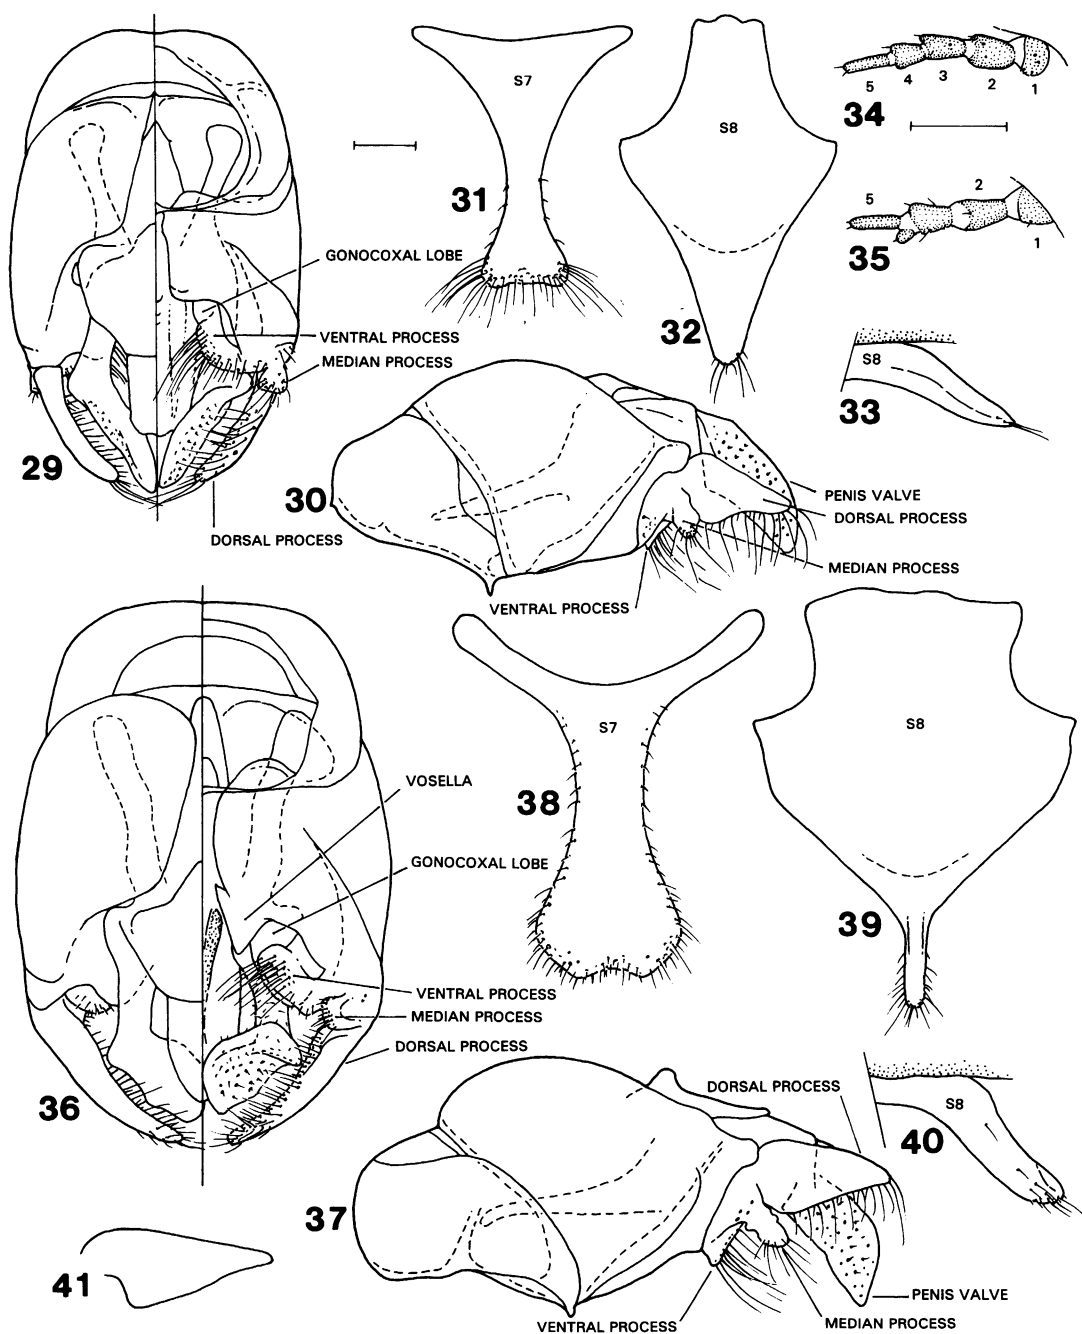 S7
S8
5
4
3
2
1
34
31
5
2
1
35
GONOCOXAL LOBE
VENTRAL PROCESS
MEDIAN PROCESS
32
S8
33
29
30
PENIS VALVE
DORSAL PROCESS
DORSAL PROCESS
MEDIAN PROCESS
VENTRAL PROCESS
S7
S8
VOSELLA
38
GONOCOXAL LOBE
39
VENTRAL PROCESS
MEDIAN PROCESS
DORSAL PROCESS
36
DORSAL PROCESS
S8
40
37
41
PENIS VALVE
VENTRAL PROCESS
MEDIAN PROCESS